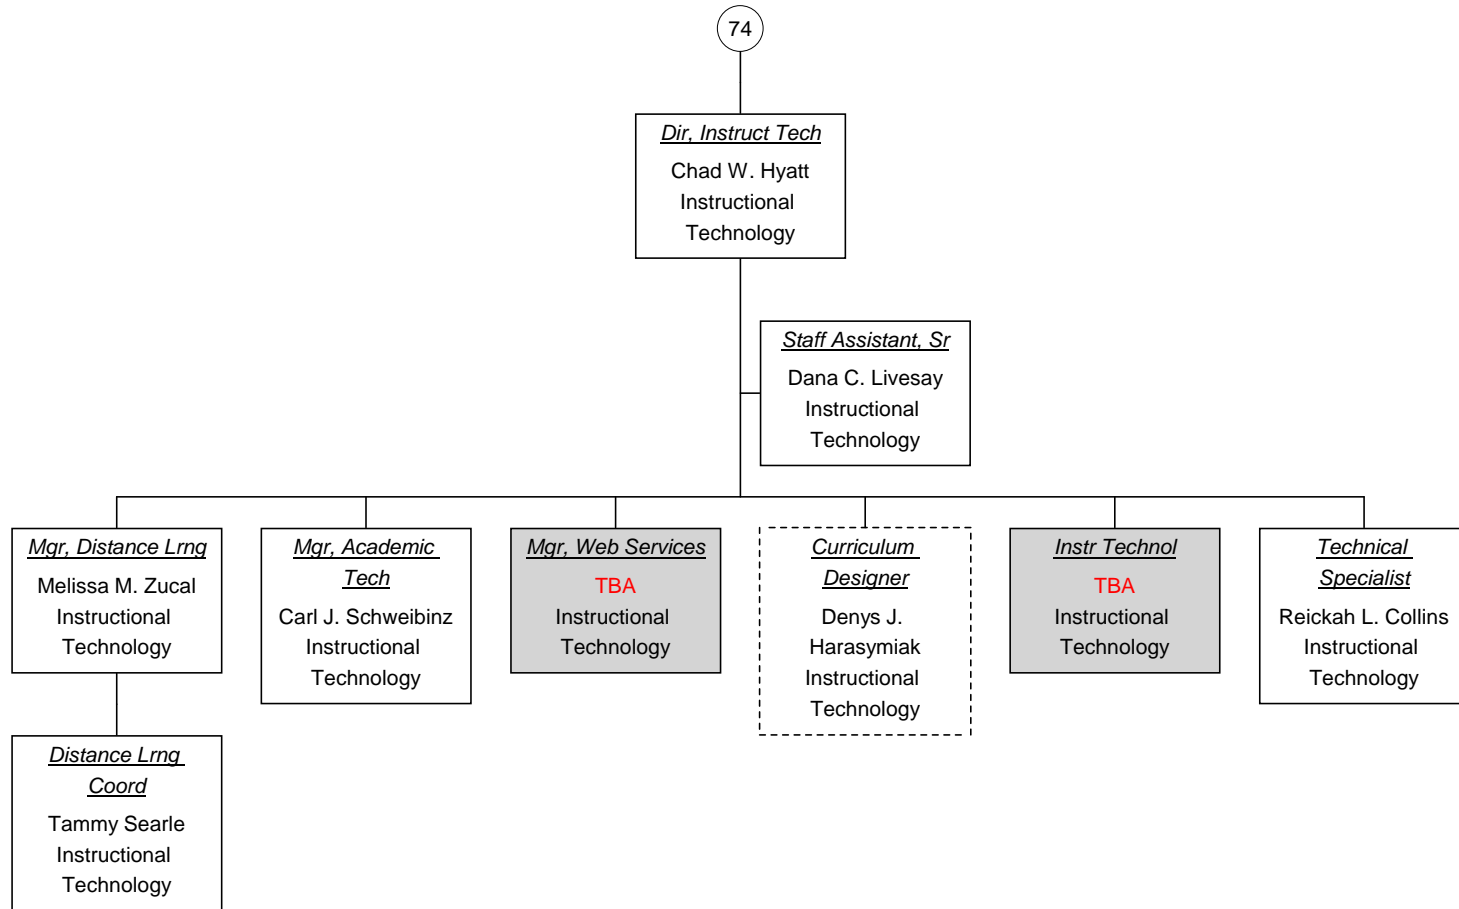 74
Dir, Instruct Tech
Chad W. Hyatt
Instructional
Technology
Staff Assistant, Sr
Dana C. Livesay
Instructional
Technology
Mgr, Distance Lrng
Melissa M. Zucal
Instructional
Technology
Mgr, Academic
Tech
Carl J. Schweibinz
Instructional
Technology
Mgr, Web Services
TBA
Instructional
Technology
Curriculum
Designer
Denys J.
Harasymiak
Instructional
Technology
Instr Technol
TBA
Instructional
Technology
Technical
Specialist
Reickah L. Collins
Instructional
Technology
Distance Lrng
Coord
Tammy Searle
Instructional
Technology